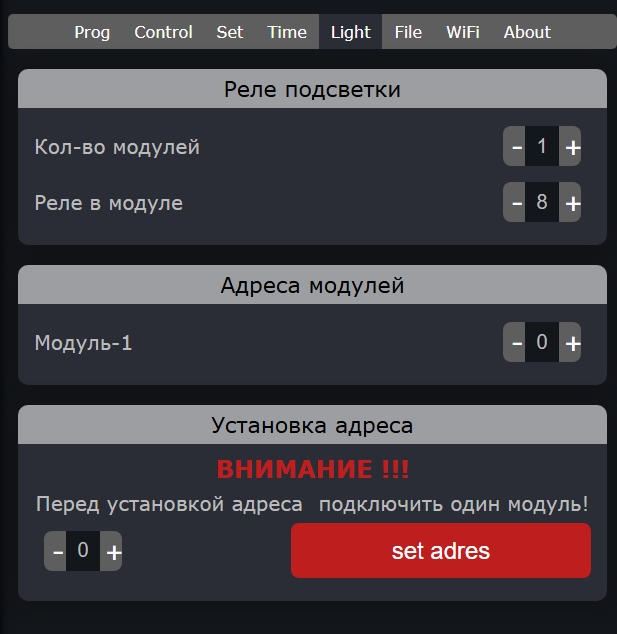 Prog Control Set Time Light File WiFi About
Реле подсветки
Кол-во модулей - 1 +
Реле в модуле - 8 +
Адреса модулей
Модуль-1 - 0 +
Установка адреса
ВНИМАНИЕ !!!
Перед установкой адреса подключить один модуль!
- 0 + set adres